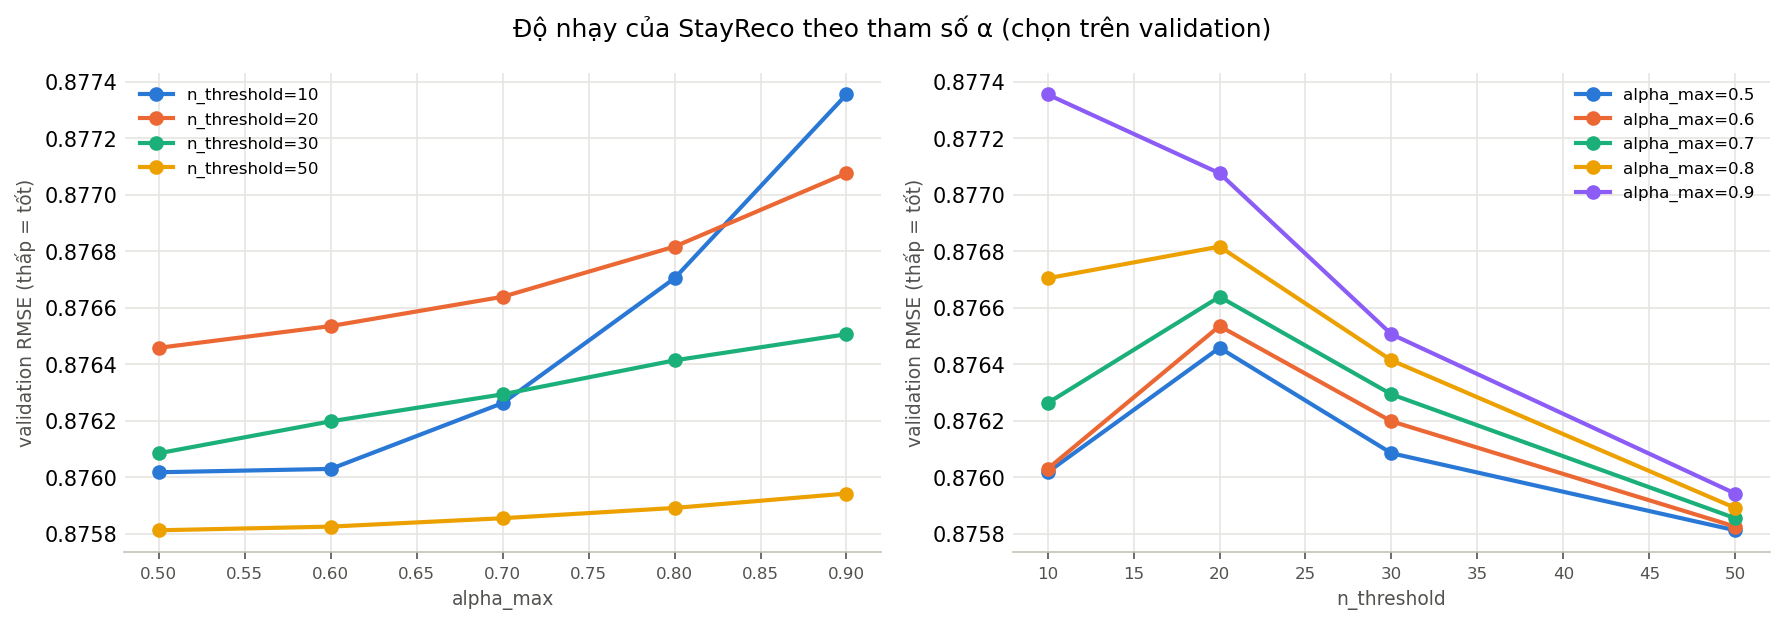 Độ nhạy của StayReco theo tham số α (chọn trên validation)
validation RMSE (thấp = tốt)
0.8774
0.8772
0.8770
0.8768
0.8766
0.8764
0.8762
0.8760
0.8758
n_threshold=10
n_threshold=20
n_threshold=30
n_threshold=50
0.50 0.55 0.60 0.65 0.70 0.75 0.80 0.85 0.90
alpha_max
validation RMSE (thấp = tốt)
0.8774
0.8772
0.8770
0.8768
0.8766
0.8764
0.8762
0.8760
0.8758
alpha_max=0.5
alpha_max=0.6
alpha_max=0.7
alpha_max=0.8
alpha_max=0.9
10 15 20 25 30 35 40 45 50
n_threshold